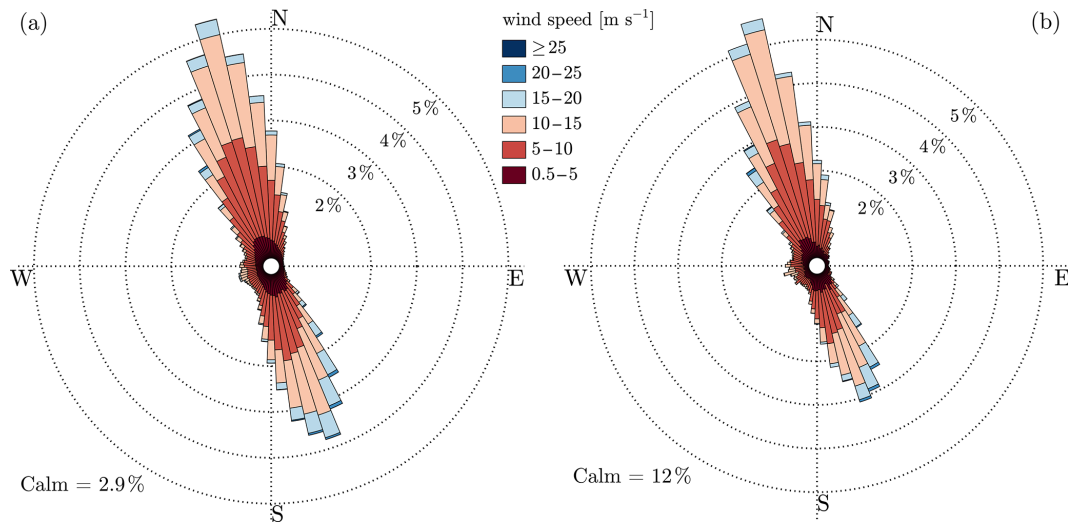 (a)
N
W
E
S
2%
3%
4%
5%
Calm = 2.9%
wind speed [m s⁻¹]
≥25
20–25
15–20
10–15
5–10
0.5–5
(b)
N
W
E
S
2%
3%
4%
5%
Calm = 12%